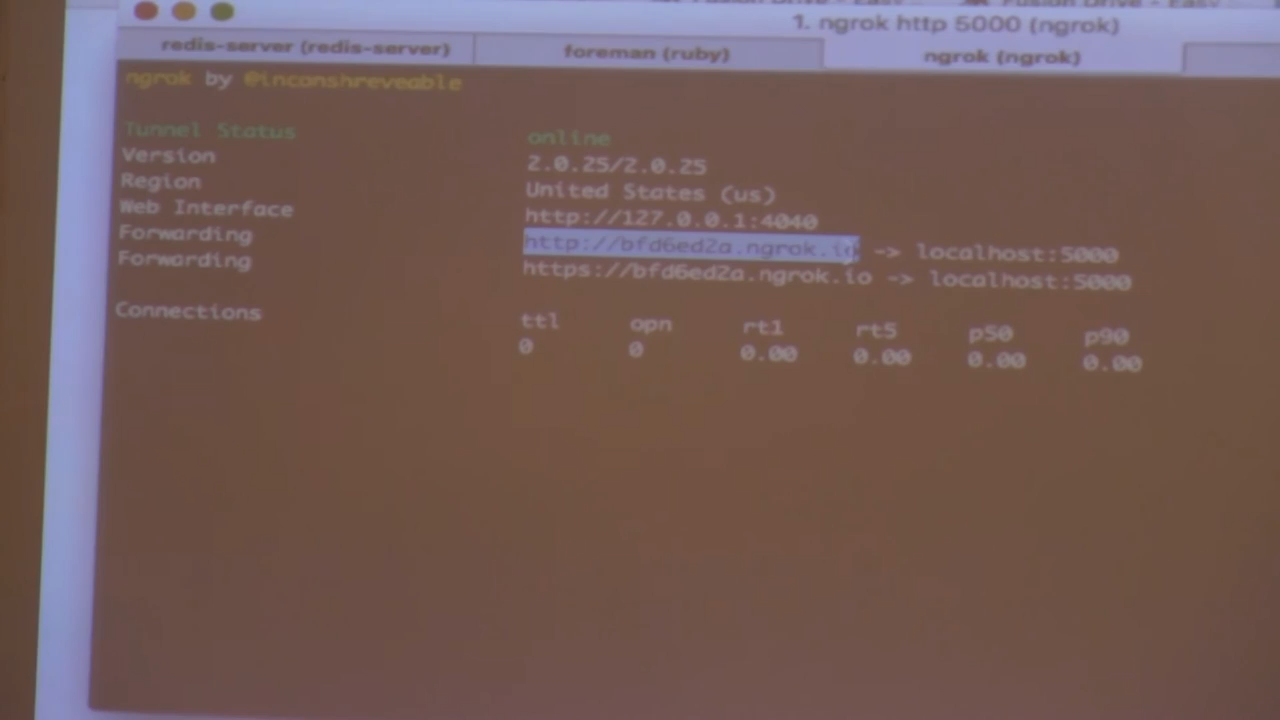 1. ngrok http 5000 (ngrok)
redis-server (redis-server)
foreman (ruby)
ngrok (ngrok)
ngrok by @inconshreveable
Tunnel Status online
Version 2.0.25/2.0.25
Region United States (us)
Web Interface http://127.0.0.1:4040
Forwarding http://bfd6ed2a.ngrok.io -> localhost:5000
Forwarding https://bfd6ed2a.ngrok.io -> localhost:5000
Connections ttl opn rt1 rt5 p50 p90
0 0 0.00 0.00 0.00 0.00